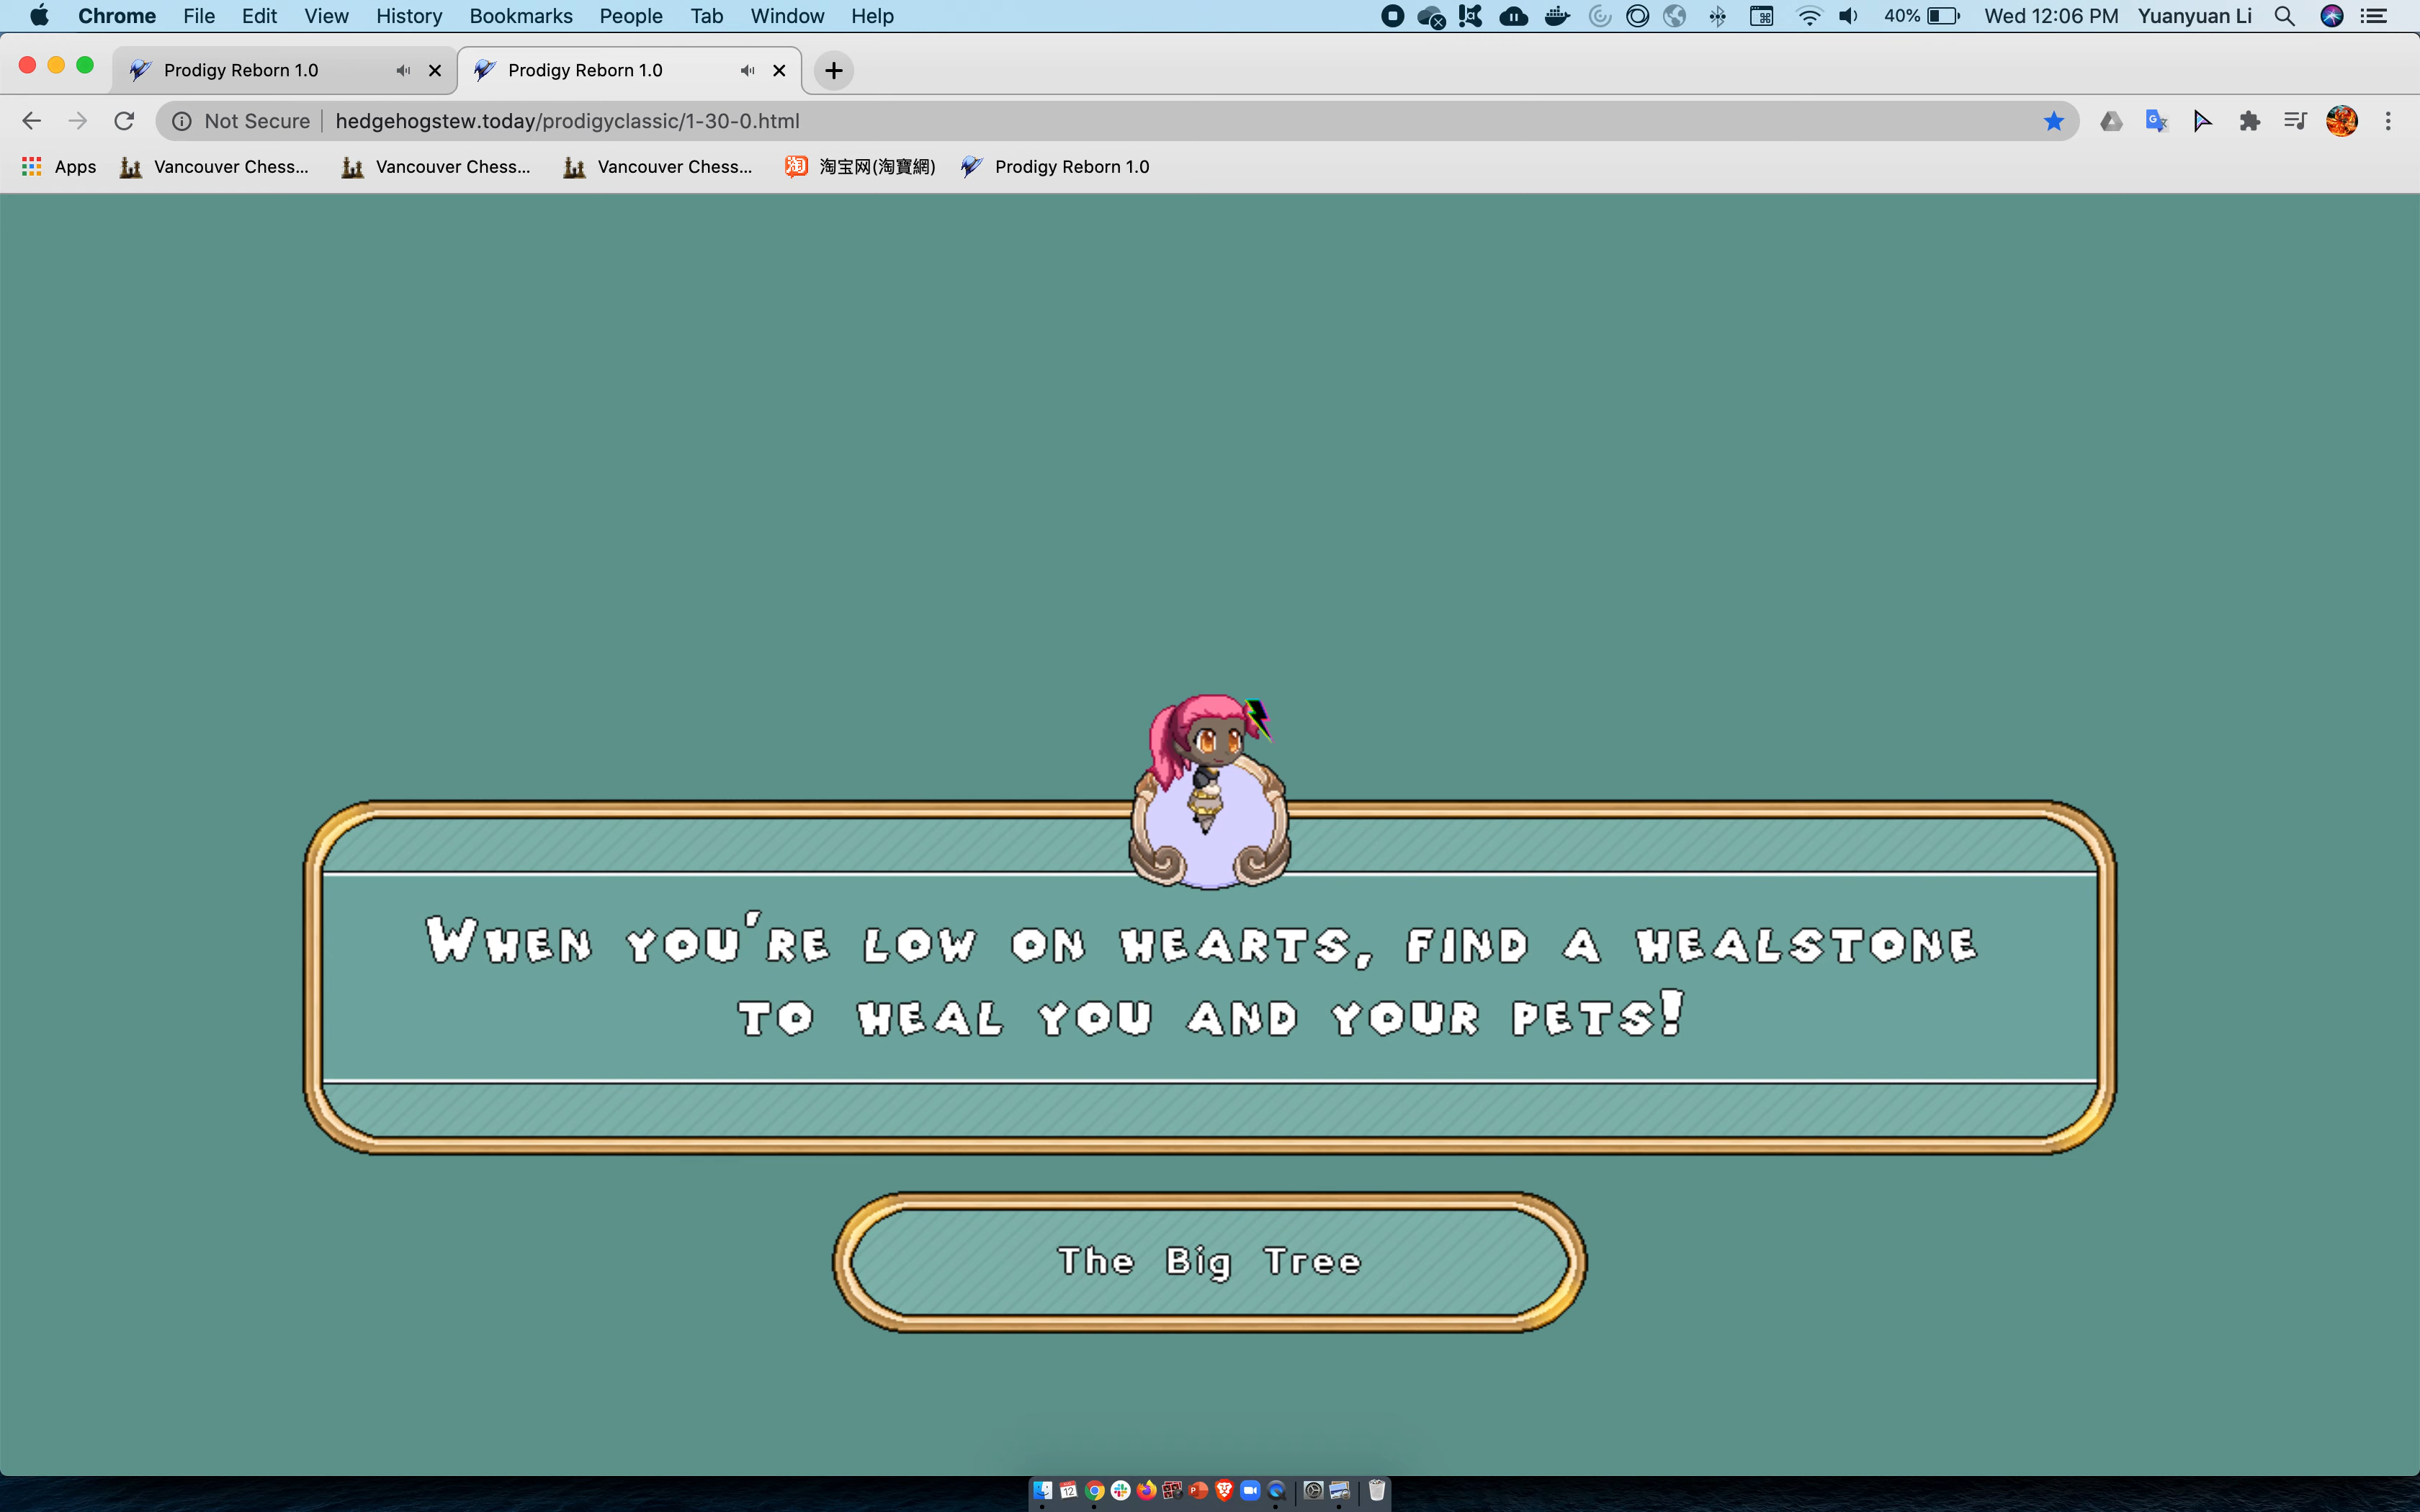 Chrome File Edit View History Bookmarks People Tab Window Help 40% Wed 12:06 PM Yuanyuan Li
Prodigy Reborn 1.0 Prodigy Reborn 1.0
Not Secure hedgehogstew.today/prodigyclassic/1-30-0.html
Apps Vancouver Chess... Vancouver Chess... Vancouver Chess... 淘宝网(淘寶網) Prodigy Reborn 1.0
When you're low on hearts, find a healstone
to heal you and your pets!
The Big Tree
12